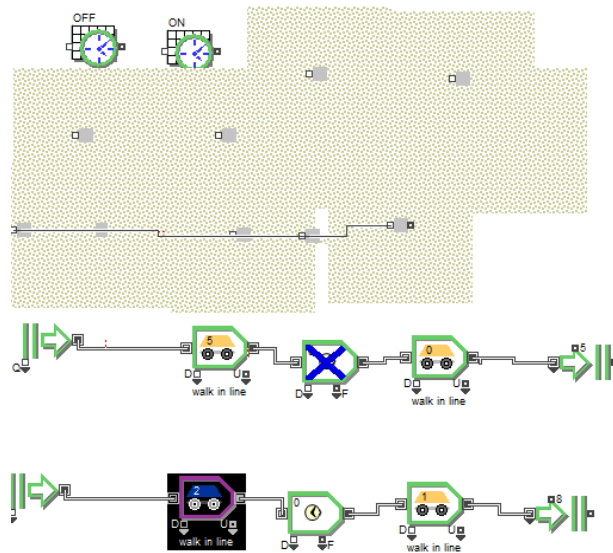 OFF
ON
5 0 5
Q D U D F D U
walk in line walk in line
2 0 1 8
D U D F D U
walk in line walk in line